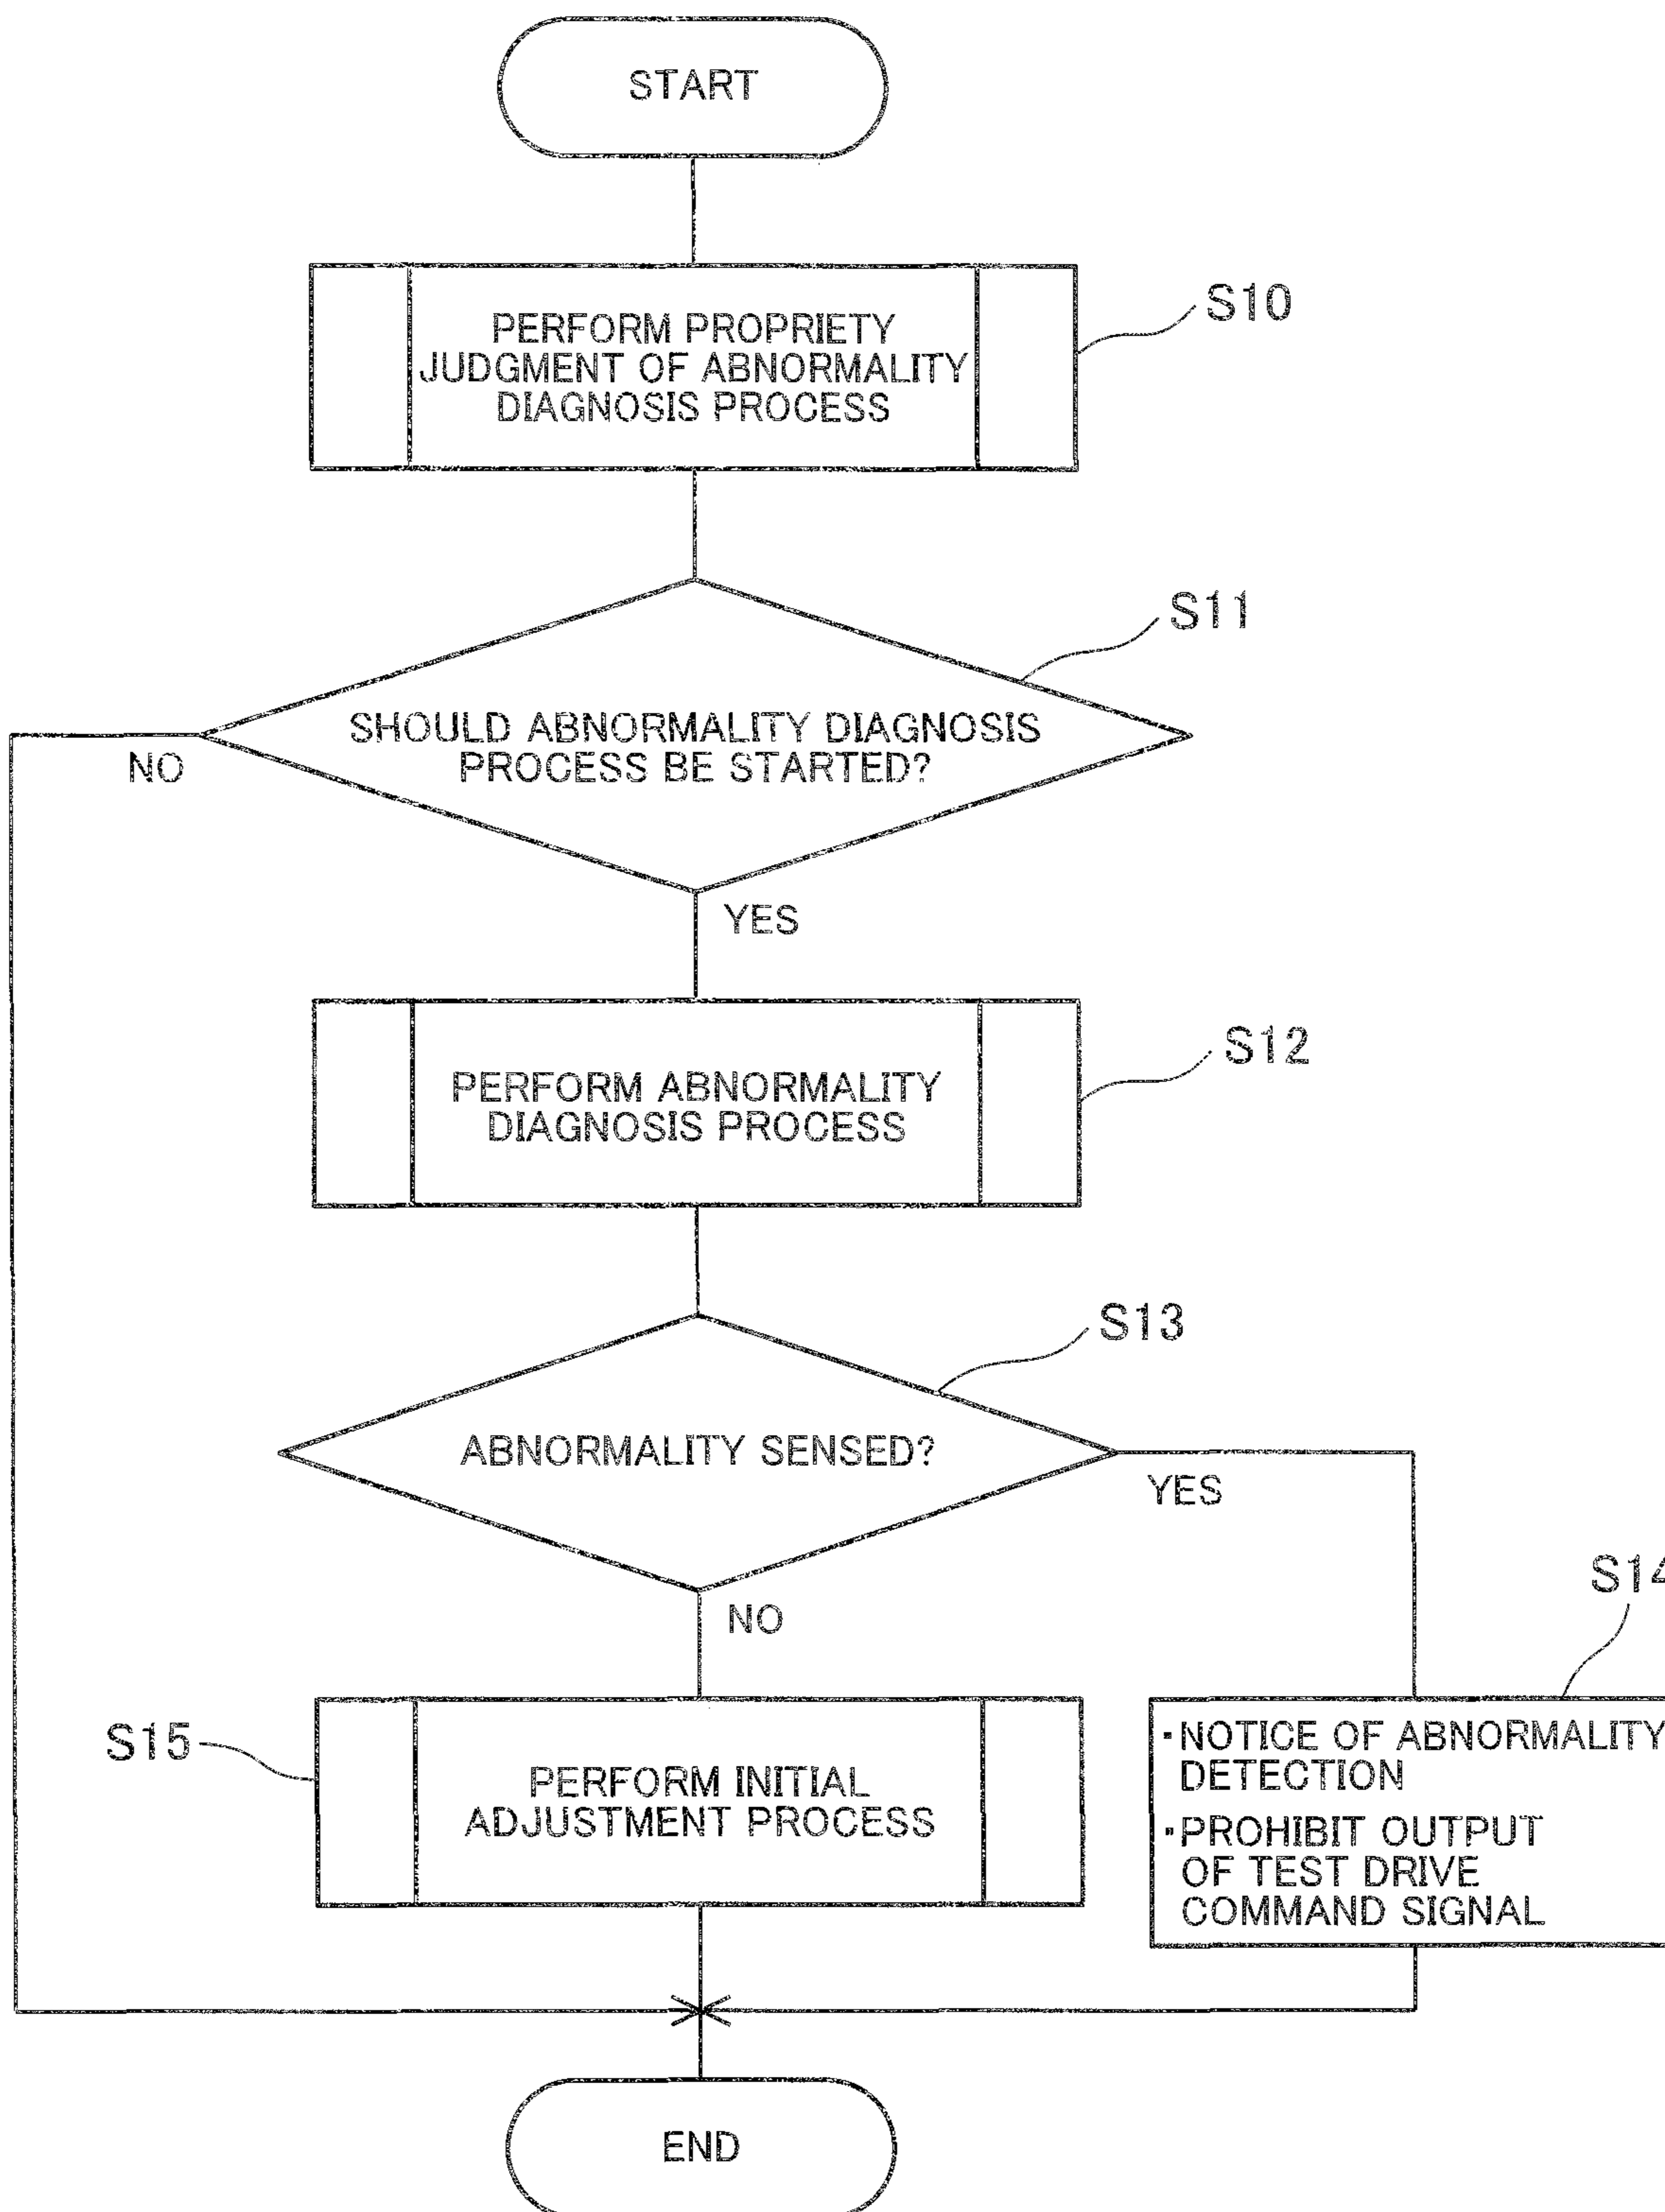 START
PERFORM PROPRIETY
JUDGMENT OF ABNORMALITY
DIAGNOSIS PROCESS
S10
S11
SHOULD ABNORMALITY DIAGNOSIS
PROCESS BE STARTED?
NO
YES
S12
PERFORM ABNORMALITY
DIAGNOSIS PROCESS
S13
ABNORMALITY SENSED?
YES
NO
S14
S15
PERFORM INITIAL
ADJUSTMENT PROCESS
・NOTICE OF ABNORMALITY
DETECTION
・PROHIBIT OUTPUT
OF TEST DRIVE
COMMAND SIGNAL
END